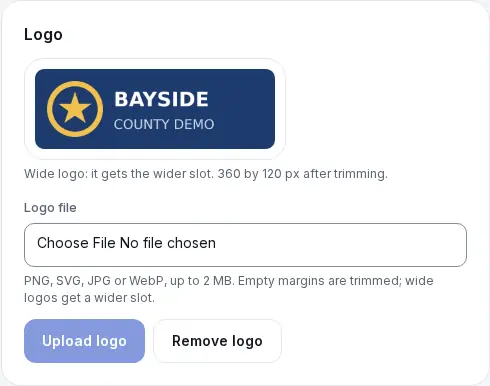 Logo
BAYSIDE
COUNTY DEMO
Wide logo: it gets the wider slot. 360 by 120 px after trimming.
Logo file
Choose File No file chosen
PNG, SVG, JPG or WebP, up to 2 MB. Empty margins are trimmed; wide
logos get a wider slot.
Upload logo Remove logo